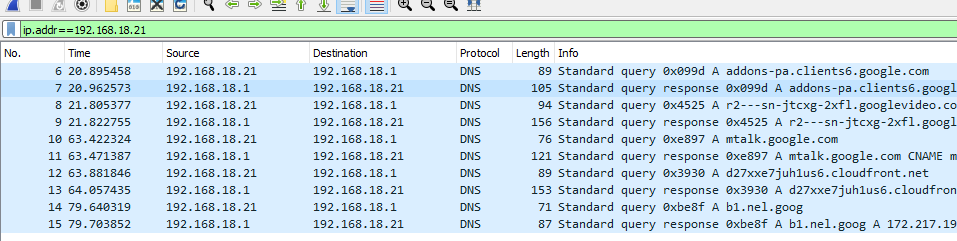 ip.addr==192.168.18.21
No. Time Source Destination Protocol Length Info
6 20.895458 192.168.18.21 192.168.18.1 DNS 89 Standard query 0x099d A addons-pa.clients6.google.com
7 20.962573 192.168.18.1 192.168.18.21 DNS 105 Standard query response 0x099d A addons-pa.clients6.googl
8 21.805377 192.168.18.21 192.168.18.1 DNS 94 Standard query 0x4525 A r2---sn-jtcxg-2xfl.googlevideo.co
9 21.822755 192.168.18.1 192.168.18.21 DNS 156 Standard query response 0x4525 A r2---sn-jtcxg-2xfl.googl
10 63.422324 192.168.18.21 192.168.18.1 DNS 76 Standard query 0xe897 A mtalk.google.com
11 63.471387 192.168.18.1 192.168.18.21 DNS 121 Standard query response 0xe897 A mtalk.google.com CNAME m
12 63.881846 192.168.18.21 192.168.18.1 DNS 89 Standard query 0x3930 A d27xxe7juh1us6.cloudfront.net
13 64.057435 192.168.18.1 192.168.18.21 DNS 153 Standard query response 0x3930 A d27xxe7juh1us6.cloudfron
14 79.640319 192.168.18.21 192.168.18.1 DNS 71 Standard query 0xbe8f A b1.nel.goog
15 79.703852 192.168.18.1 192.168.18.21 DNS 87 Standard query response 0xbe8f A b1.nel.goog A 172.217.19